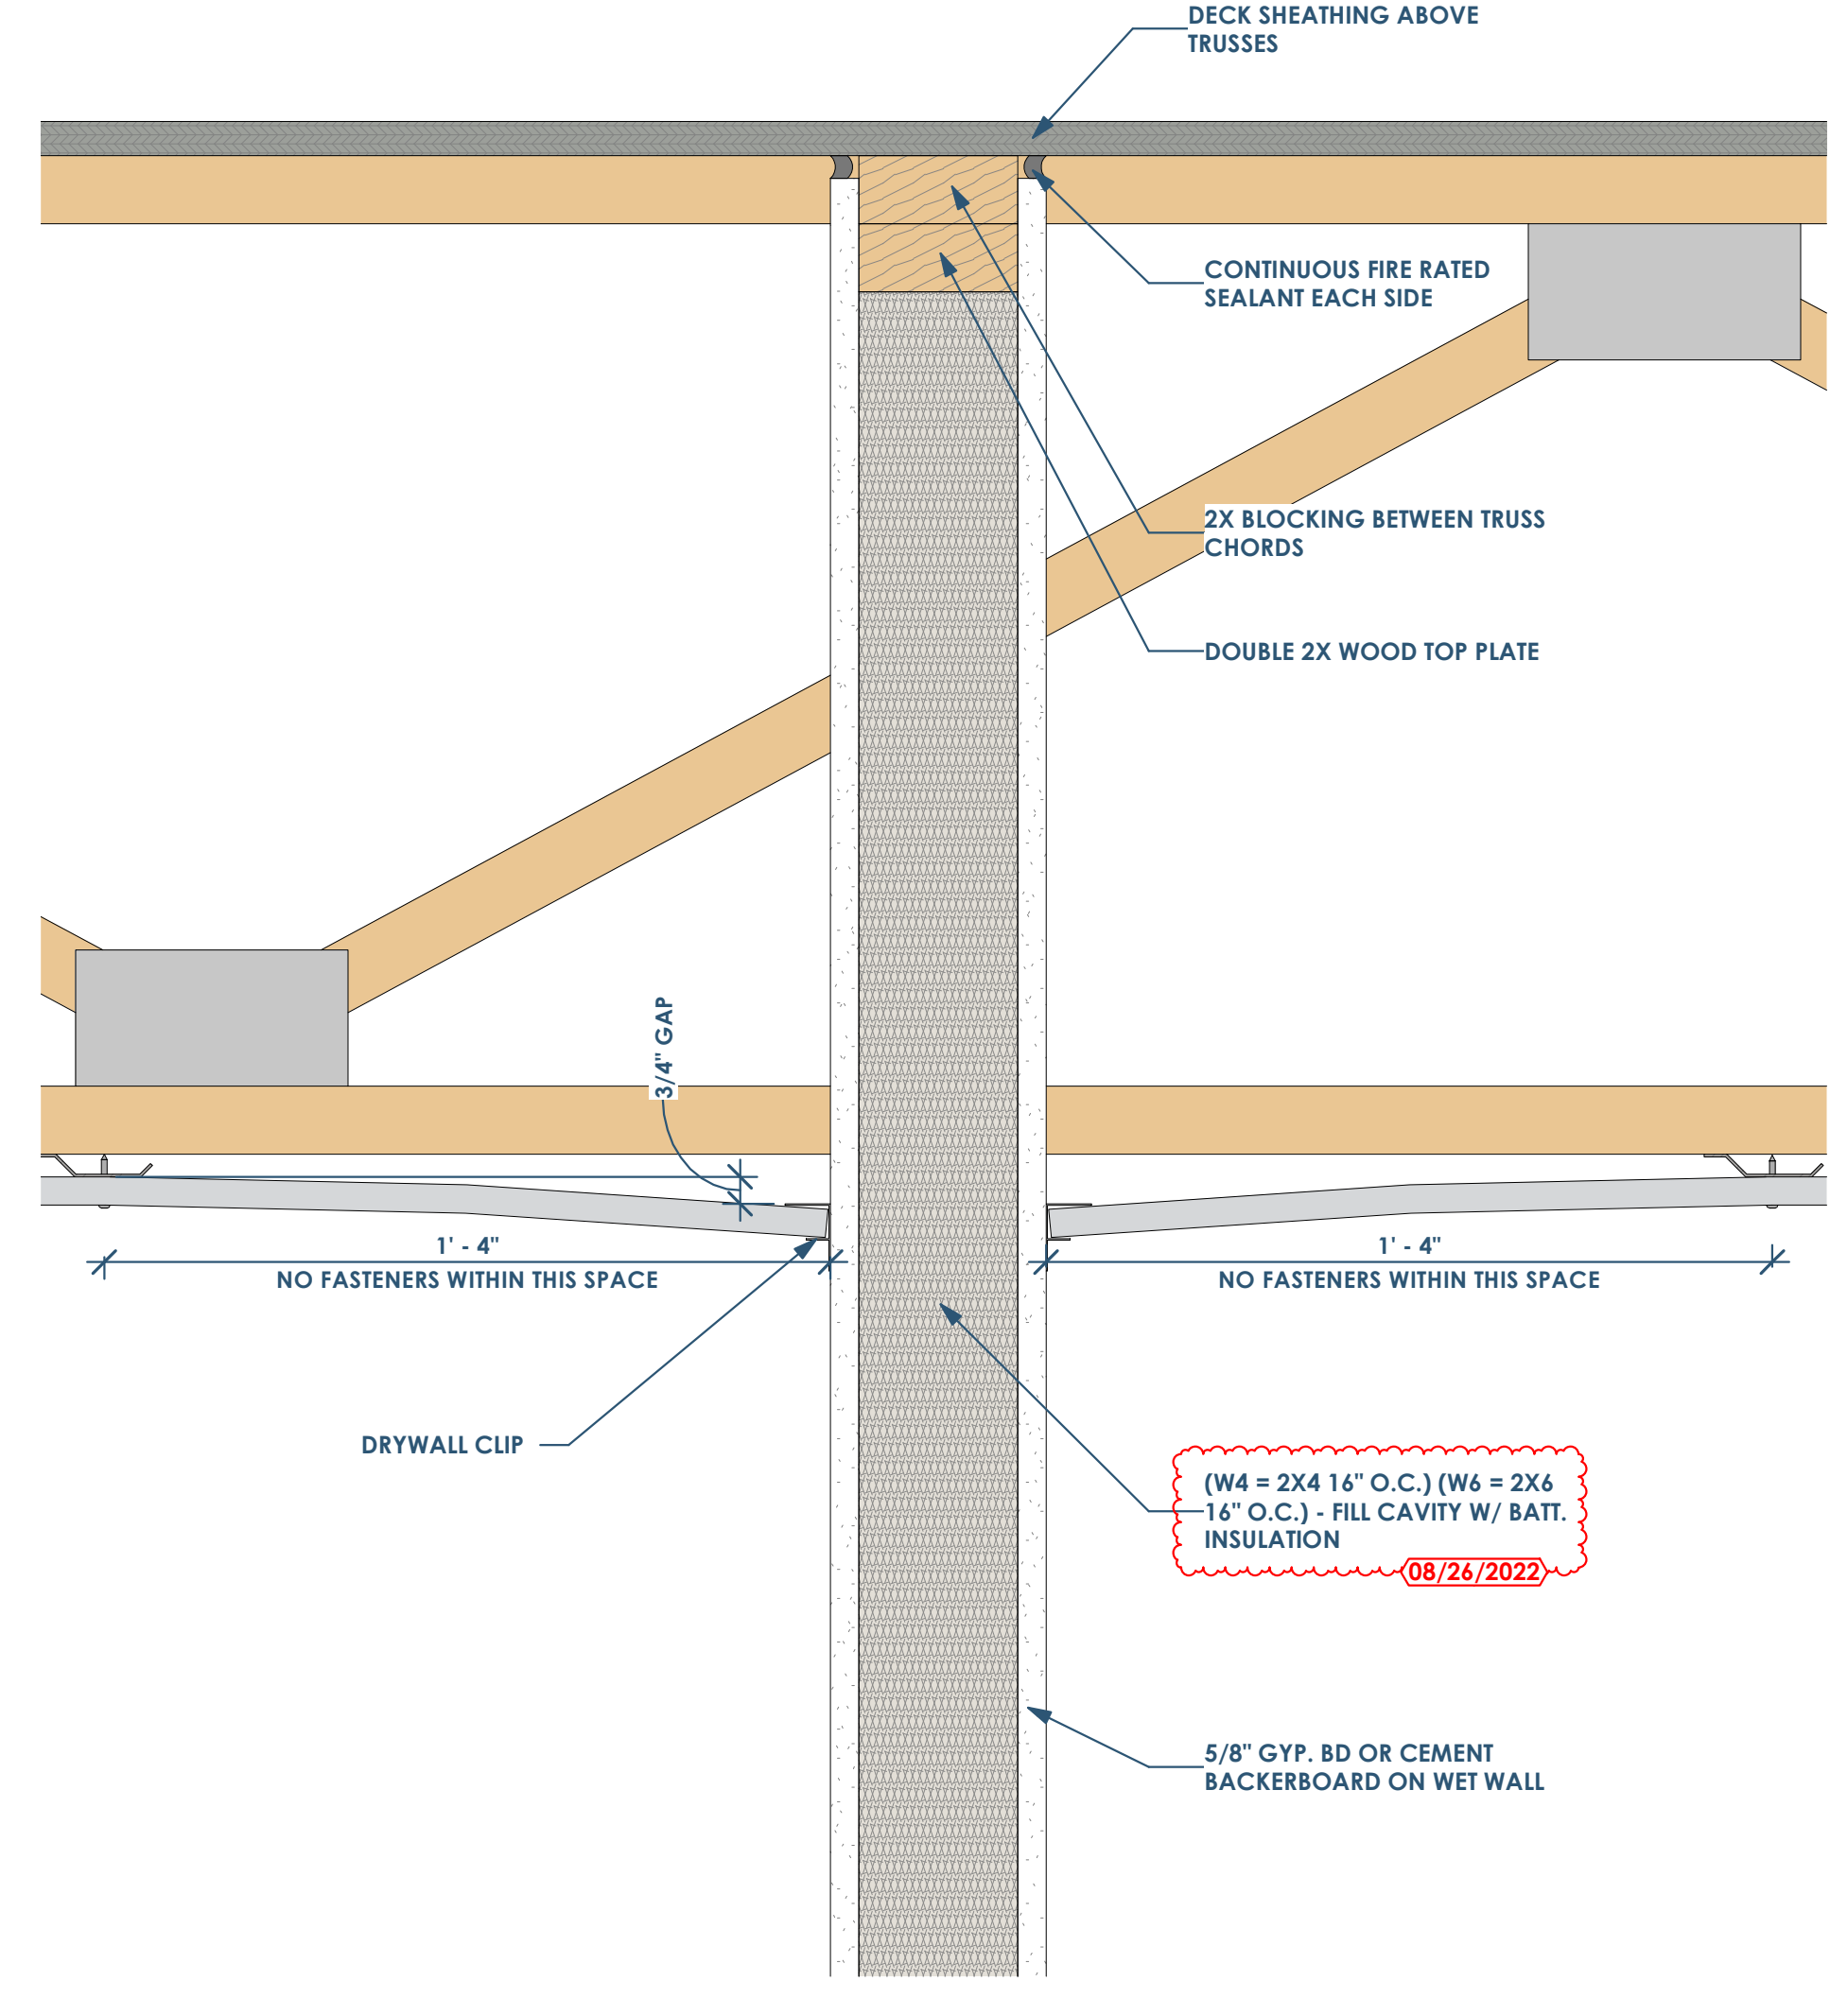 DECK SHEATHING ABOVE
TRUSSES
CONTINUOUS FIRE RATED
SEALANT EACH SIDE
2X BLOCKING BETWEEN TRUSS
CHORDS
DOUBLE 2X WOOD TOP PLATE
3/4" GAP
1' - 4"
NO FASTENERS WITHIN THIS SPACE
1' - 4"
NO FASTENERS WITHIN THIS SPACE
DRYWALL CLIP
(W4 = 2X4 16" O.C.) (W6 = 2X6
16" O.C.) - FILL CAVITY W/ BATT.
INSULATION
08/26/2022
5/8" GYP. BD OR CEMENT
BACKERBOARD ON WET WALL